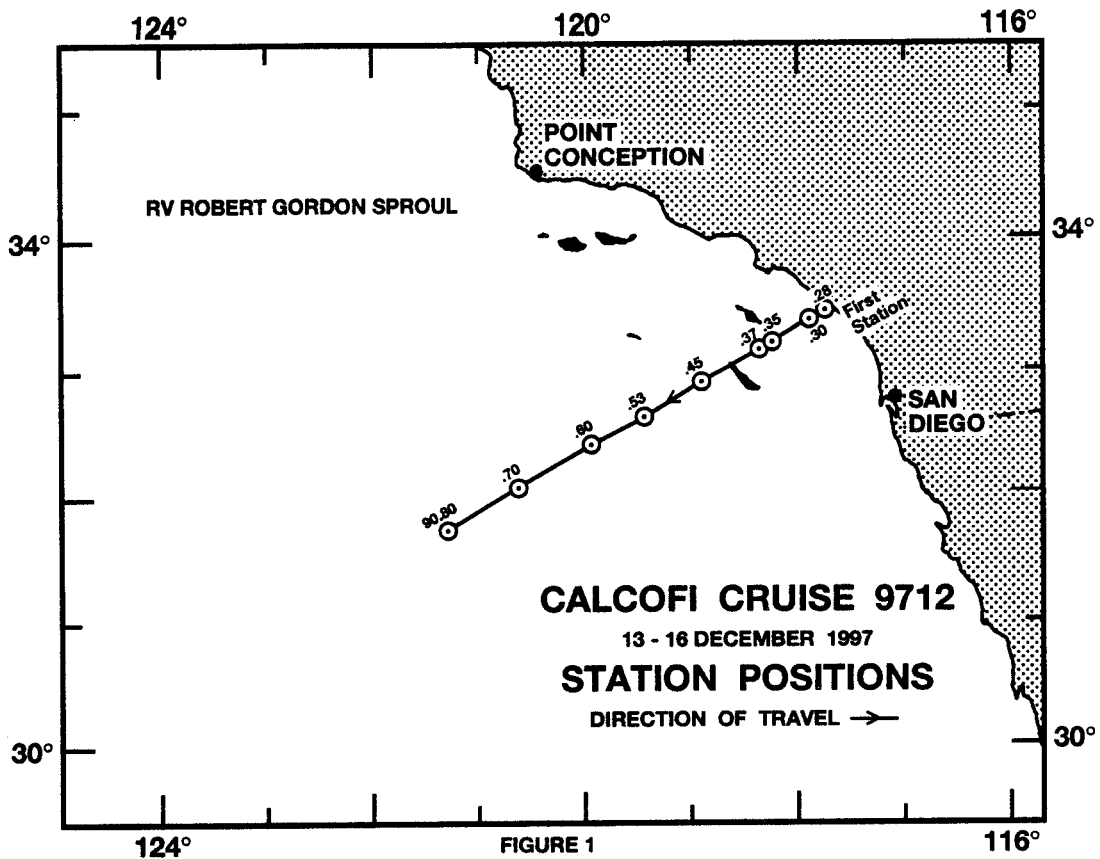 124°
120°
116°
POINT
CONCEPTION
RV ROBERT GORDON SPROUL
34°
34°
.28
First
Station
.30
.35
.37
.45
.53
.60
.70
90.80
SAN
DIEGO
CALCOFI CRUISE 9712
13 - 16 DECEMBER 1997
STATION POSITIONS
DIRECTION OF TRAVEL
30°
30°
124°
FIGURE 1
116°